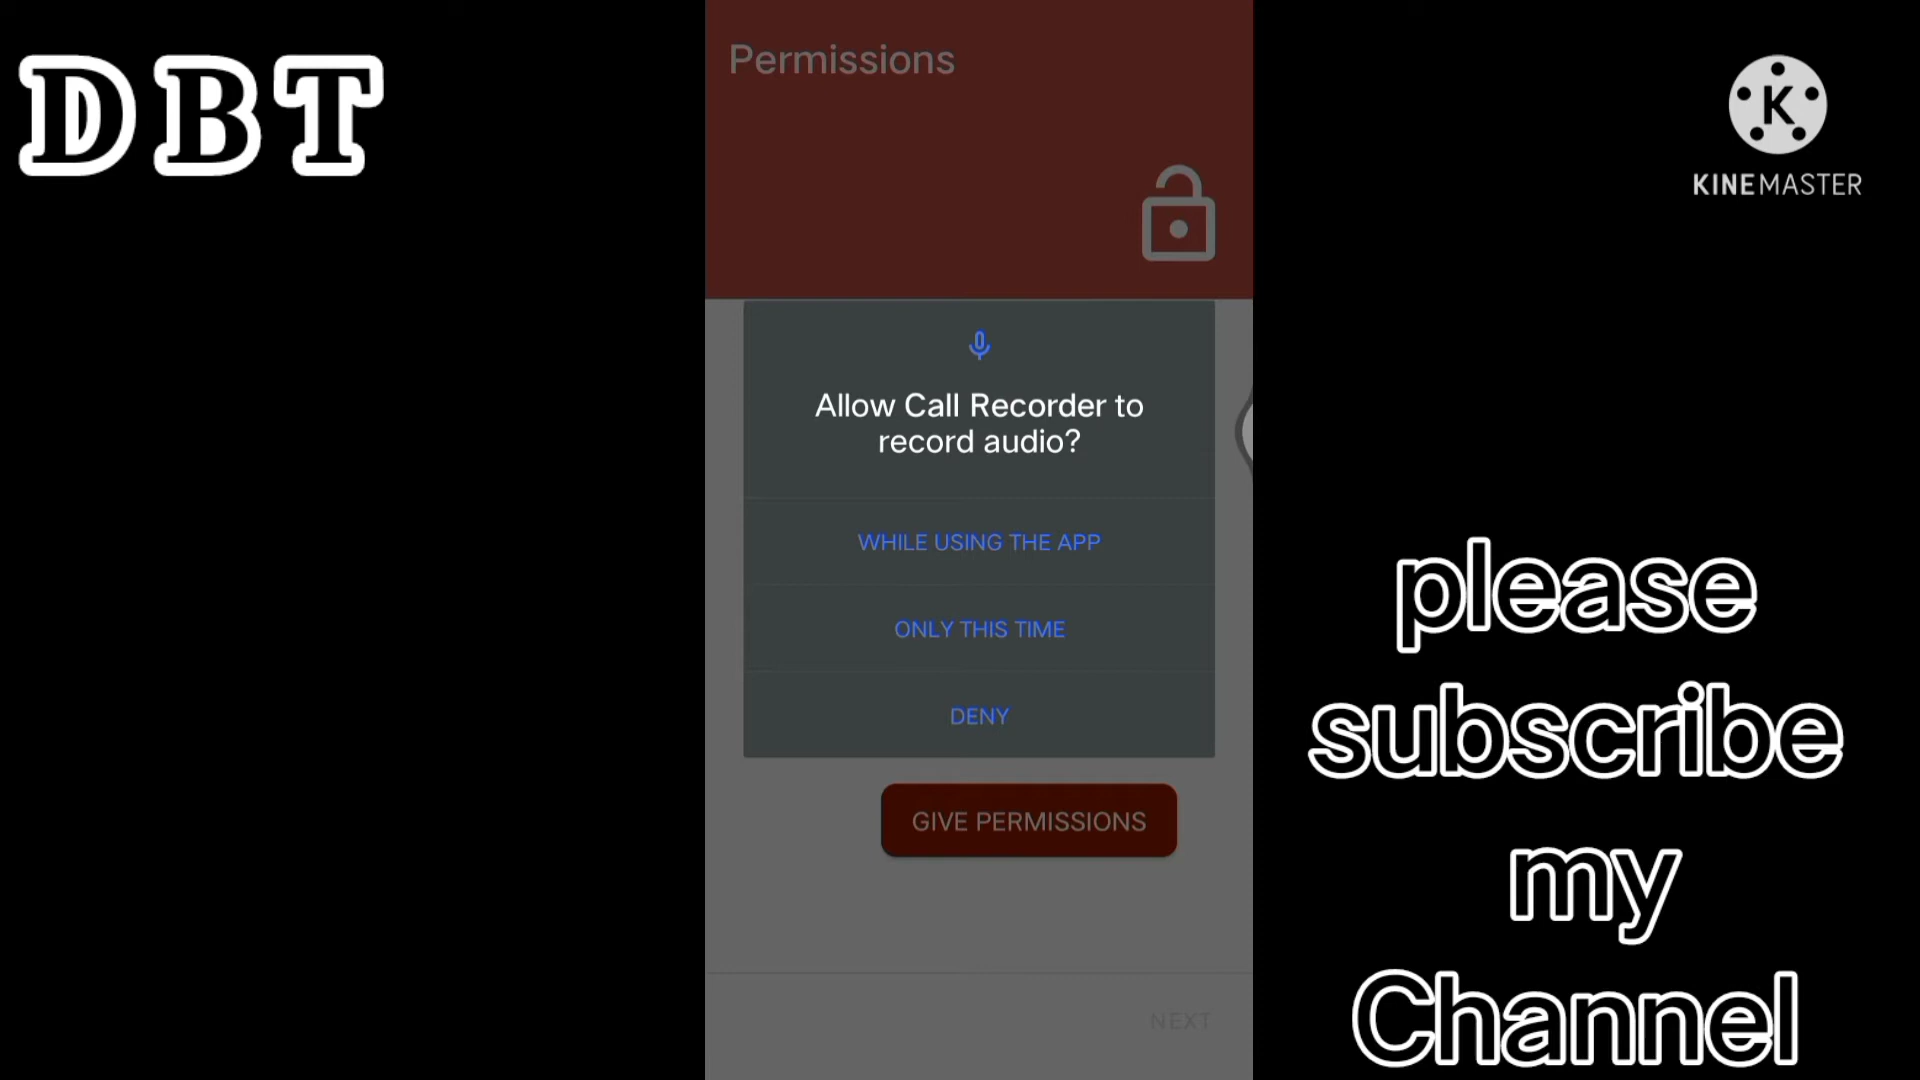 DBT
Permissions
K
KINEMASTER
Allow Call Recorder to
record audio?
WHILE USING THE APP
ONLY THIS TIME
DENY
GIVE PERMISSIONS
NEXT
please
subscribe
my
Channel